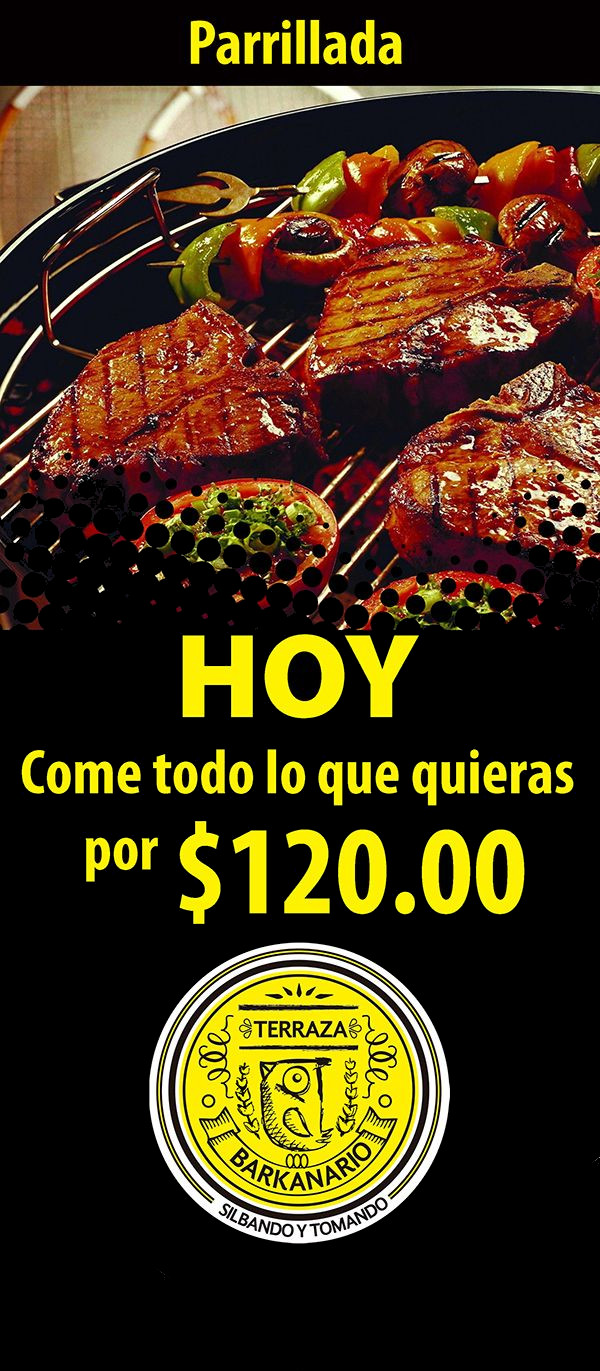 Parrillada
HOY
Come todo lo que quieras
por $120.00
TERRAZA
BARKANARIO
SILBANDO Y TOMANDO